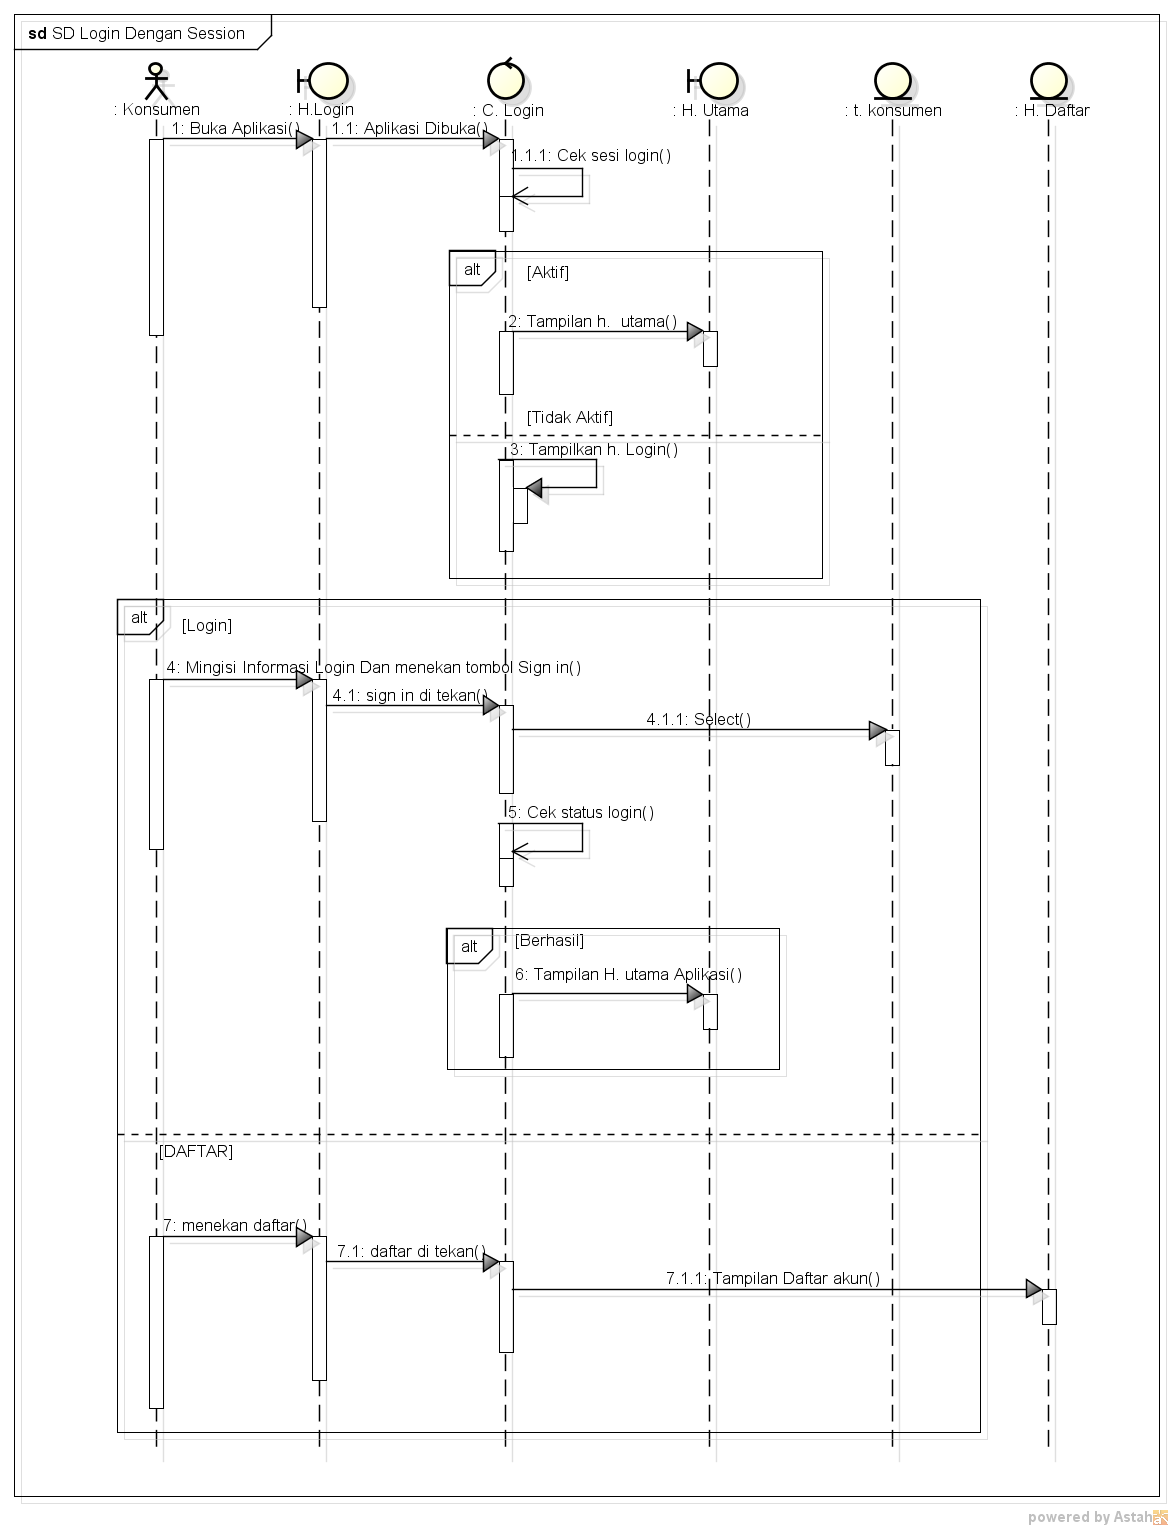 sd SD Login Dengan Session
: Konsumen
: H.Login
: C. Login
: H. Utama
: t. konsumen
: H. Daftar
1: Buka Aplikasi()
1.1: Aplikasi Dibuka()
1.1.1: Cek sesi login()
alt
[Aktif]
2: Tampilan h.  utama()
[Tidak Aktif]
3: Tampilkan h. Login()
alt
[Login]
4: Mingisi Informasi Login Dan menekan tombol Sign in()
4.1: sign in di tekan()
4.1.1: Select()
5: Cek status login()
alt
[Berhasil]
6: Tampilan H. utama Aplikasi()
[DAFTAR]
7: menekan daftar()
7.1: daftar di tekan()
7.1.1: Tampilan Daftar akun()
powered by Astah